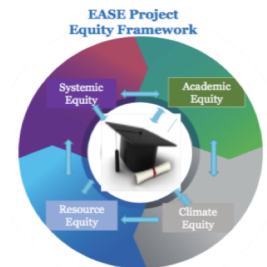 EASE Project
Equity Framework
Systemic
Equity
Academic
Equity
Resource
Equity
Climate
Equity